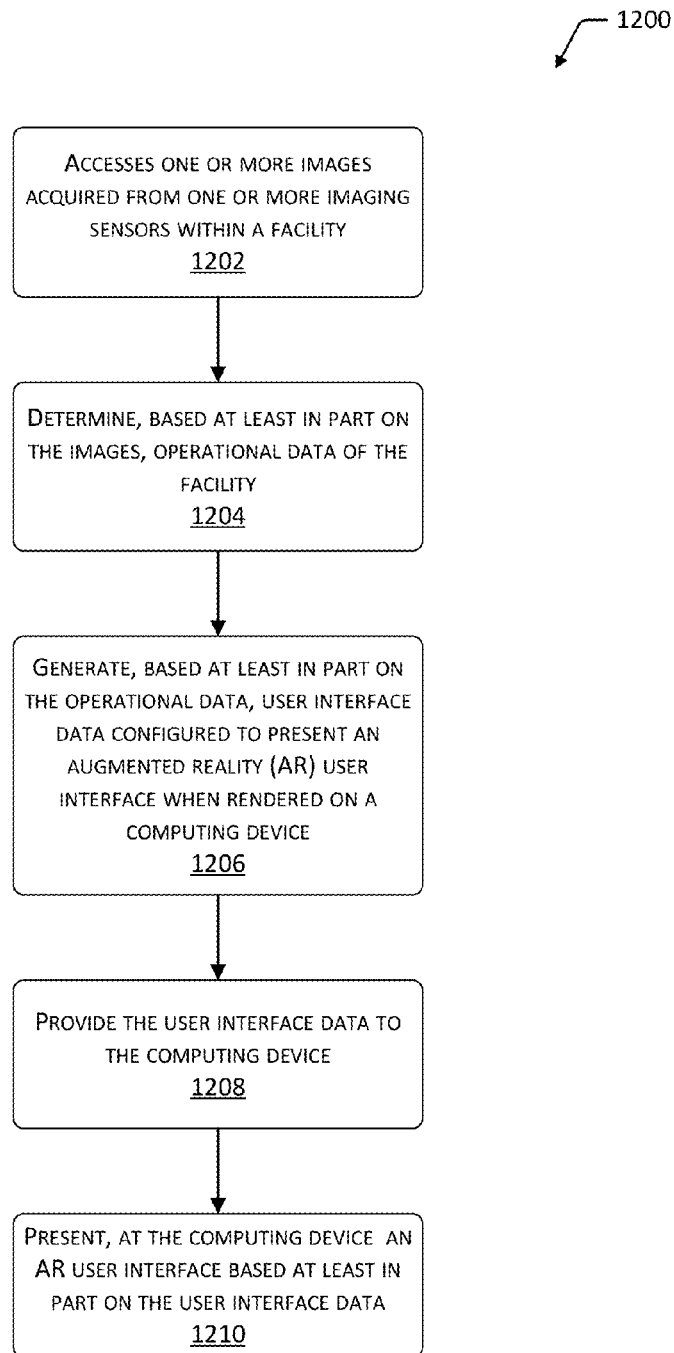 1200
ACCESSES ONE OR MORE IMAGES
ACQUIRED FROM ONE OR MORE IMAGING
SENSORS WITHIN A FACILITY
1202
DETERMINE, BASED AT LEAST IN PART ON
THE IMAGES, OPERATIONAL DATA OF THE
FACILITY
1204
GENERATE, BASED AT LEAST IN PART ON
THE OPERATIONAL DATA, USER INTERFACE
DATA CONFIGURED TO PRESENT AN
AUGMENTED REALITY (AR) USER
INTERFACE WHEN RENDERED ON A
COMPUTING DEVICE
1206
PROVIDE THE USER INTERFACE DATA TO
THE COMPUTING DEVICE
1208
PRESENT, AT THE COMPUTING DEVICE AN
AR USER INTERFACE BASED AT LEAST IN
PART ON THE USER INTERFACE DATA
1210